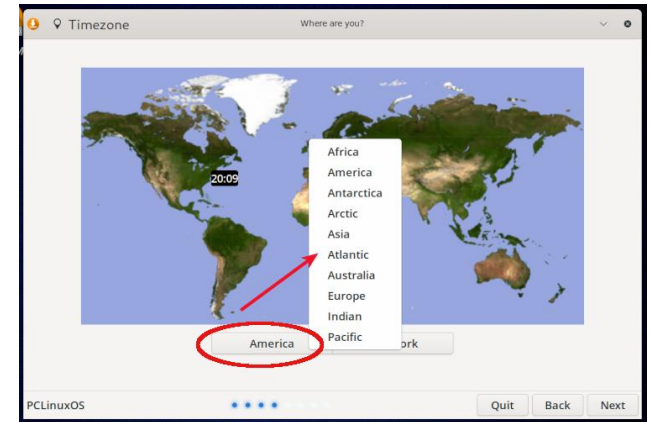 Timezone
Where are you?
20:09
Africa
America
Antarctica
Arctic
Asia
Atlantic
Australia
Europe
Indian
Pacific
America
ork
PCLinuxOS
Quit
Back
Next